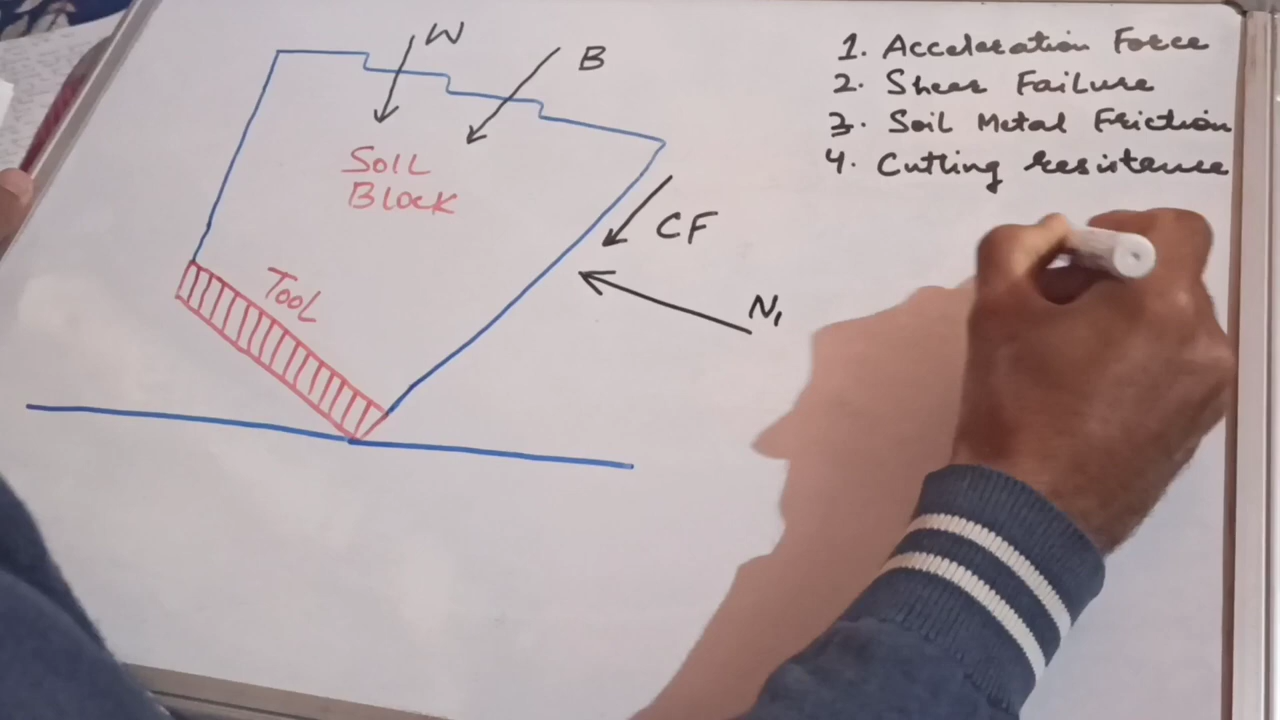 W
B
1. Acceleration Force
2. Shear Failure
3. Soil Metal Friction
4. Cutting resistance
Soil
Block
CF
Tool
N₁